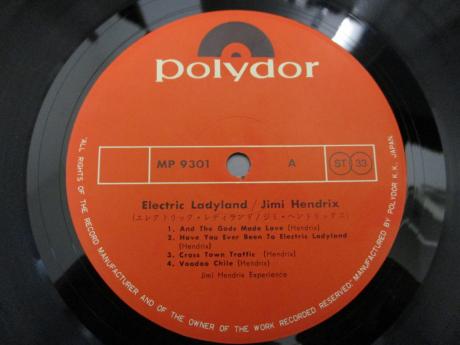 polydor
MP 9301
A
ST 33
Electric Ladyland / Jimi Hendrix
(エレクトリック・レディランド/ジミ・ヘンドリックス)
1. And The Gods Made Love (Hendrix)
2. Have You Ever Been To Electric Ladyland
(Hendrix)
3. Cross Town Traffic (Hendrix)
4. Voodoo Chile (Hendrix)
Jimi Hendrix Experience
ALL RIGHTS OF THE RECORD MANUFACTURER AND OF THE OWNER OF THE WORK RECORDED RESERVED. MANUFACTURED BY POLYDOR K.K. JAPAN